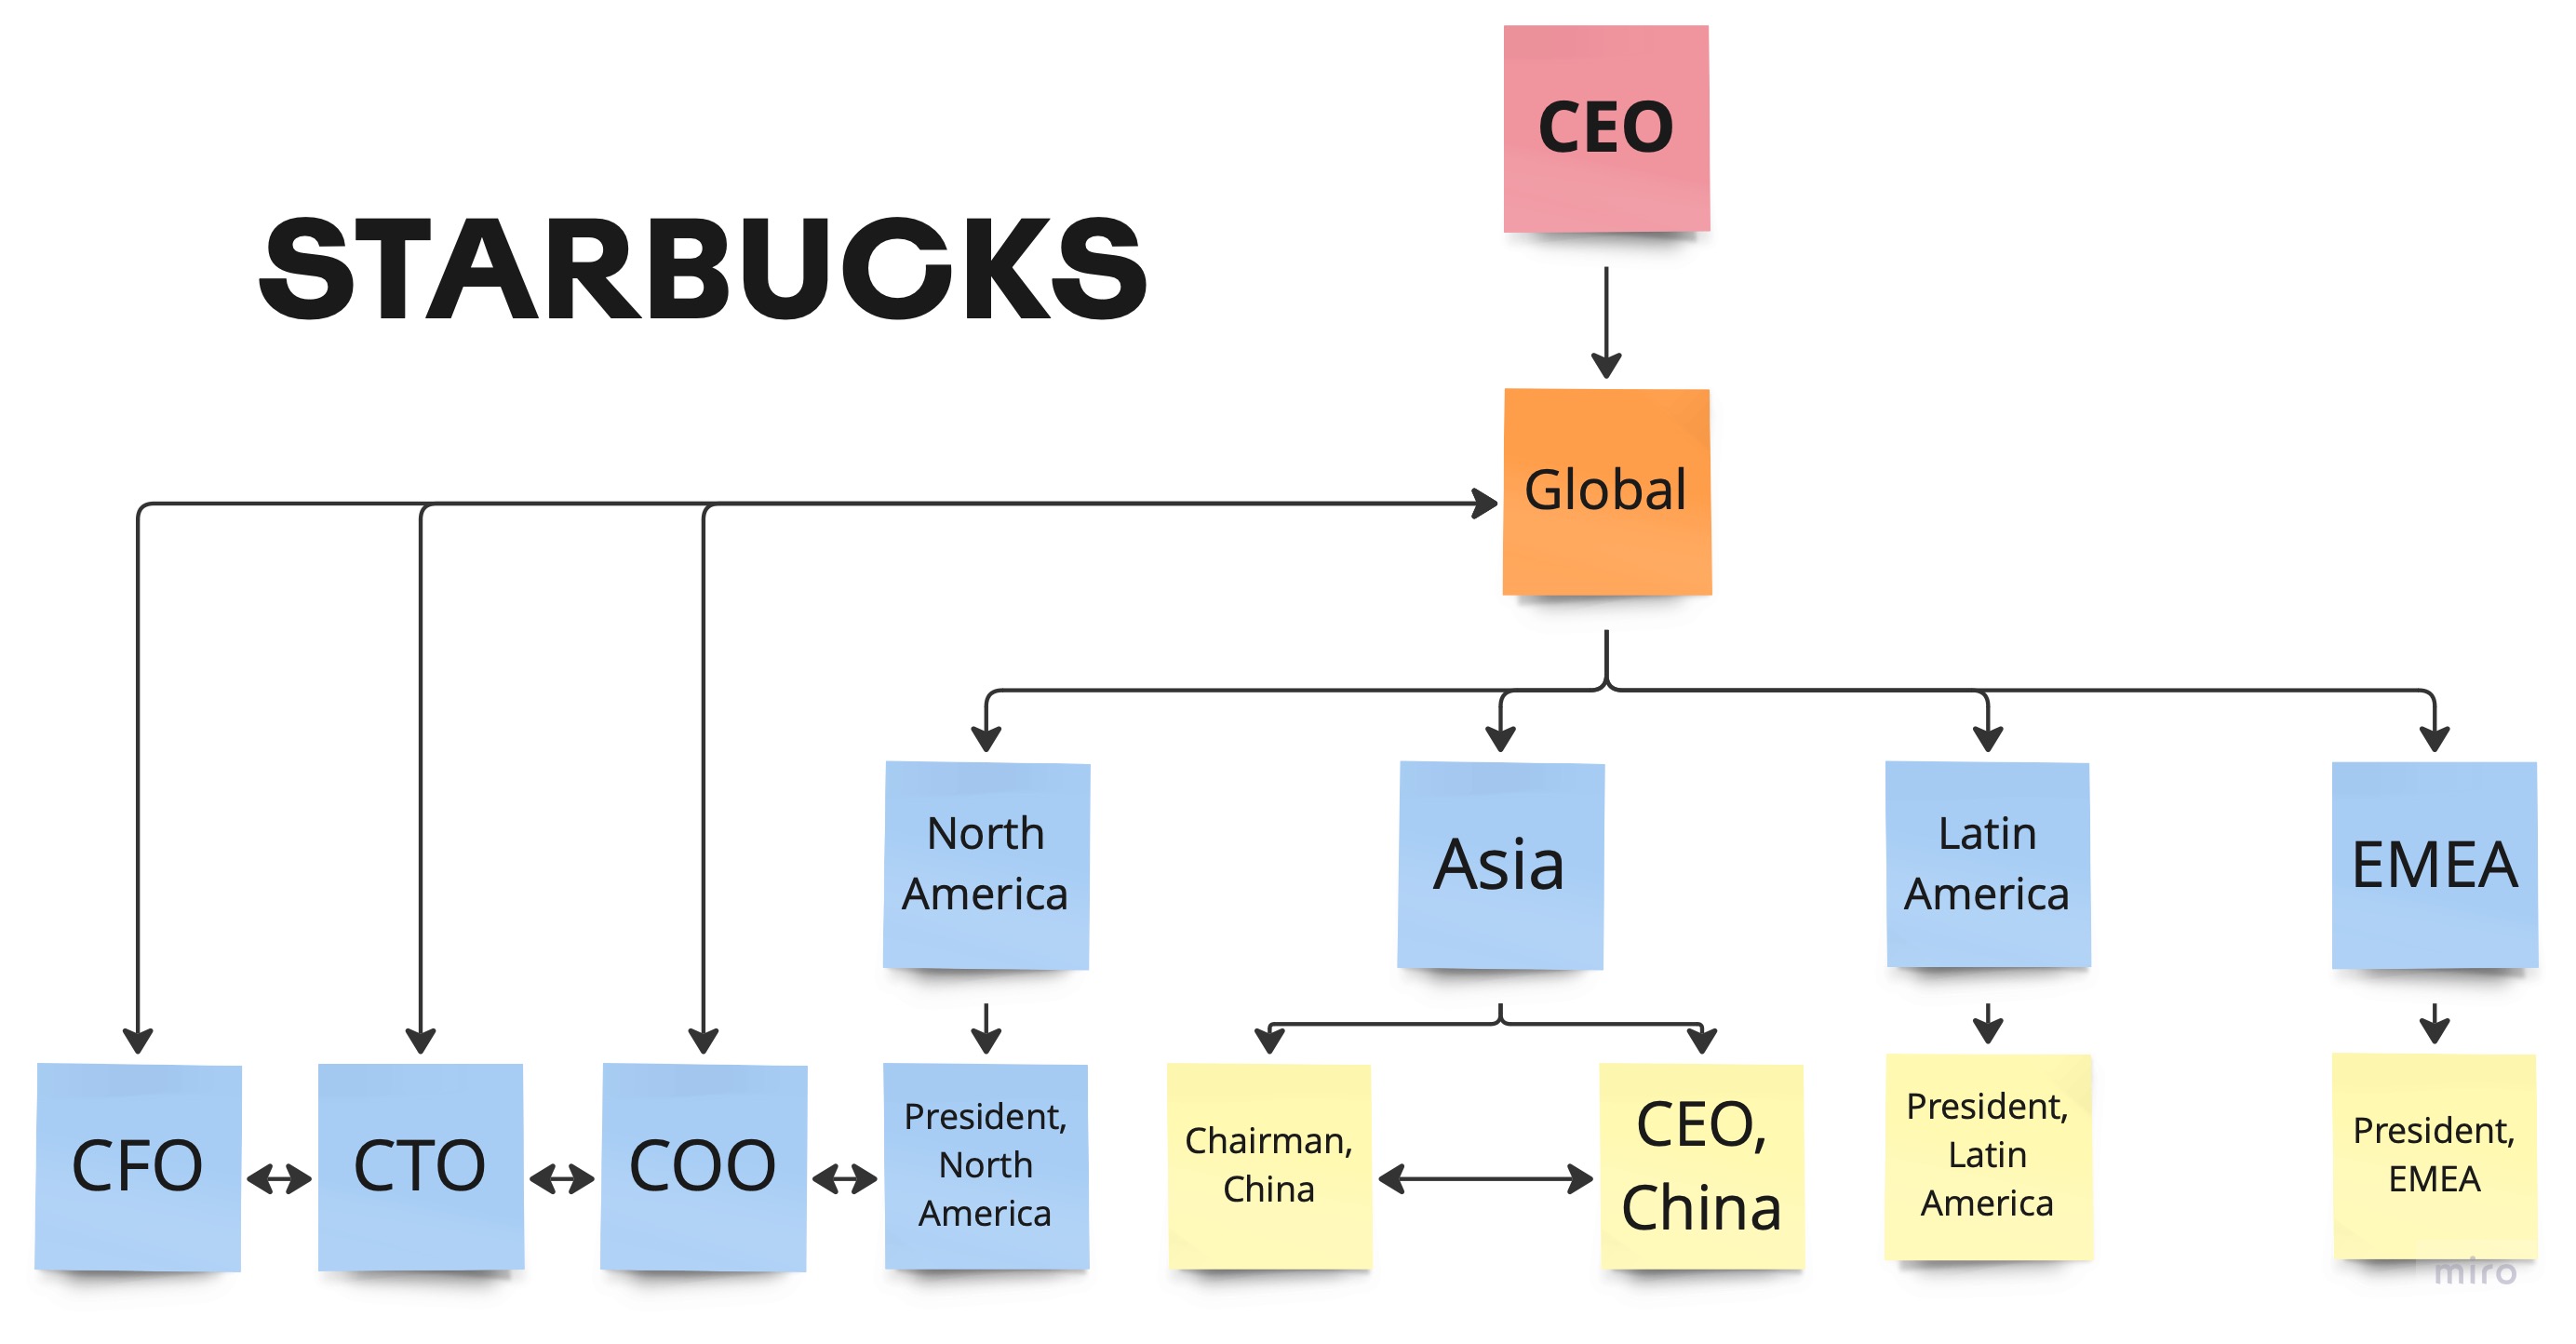 CEO
STARBUCKS
Global
North
America
Asia
Latin
America
EMEA
CFO
CTO
COO
President,
North
America
Chairman,
China
CEO,
China
President,
Latin
America
President,
EMEA
miro